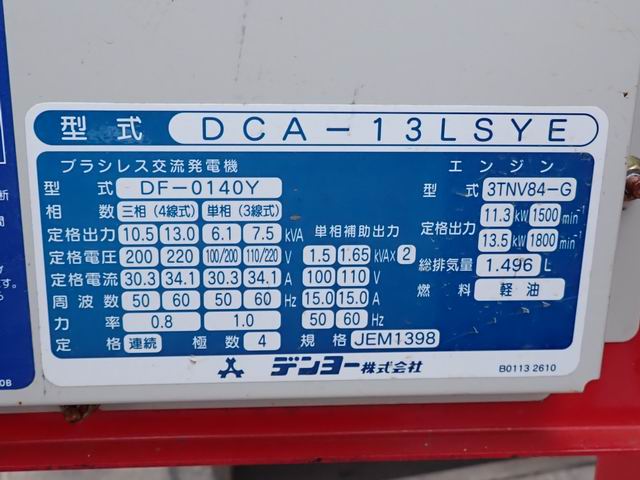 型式 DCA-13LSYE
ブラシレス交流発電機
型式 DF-0140Y
相数 三相(4線式) 単相(3線式)
定格出力 10.5 13.0 6.1 7.5 kVA 単相補助出力
定格電圧 200 220 100/200 110/220 V 1.5 1.65 kVA×2
定格電流 30.3 34.1 30.3 34.1 A 100 110 V
周波数 50 60 50 60 Hz 15.0 15.0 A
力率 0.8 1.0 50 60 Hz
定格 連続 極数 4 規格 JEM1398
エンジン
型式 3TNV84-G
定格出力 11.3 kW 1500 min⁻¹
13.5 kW 1800 min⁻¹
総排気量 1.496 L
燃料 軽油
デンヨー株式会社
B0113 2610
断
間
0B